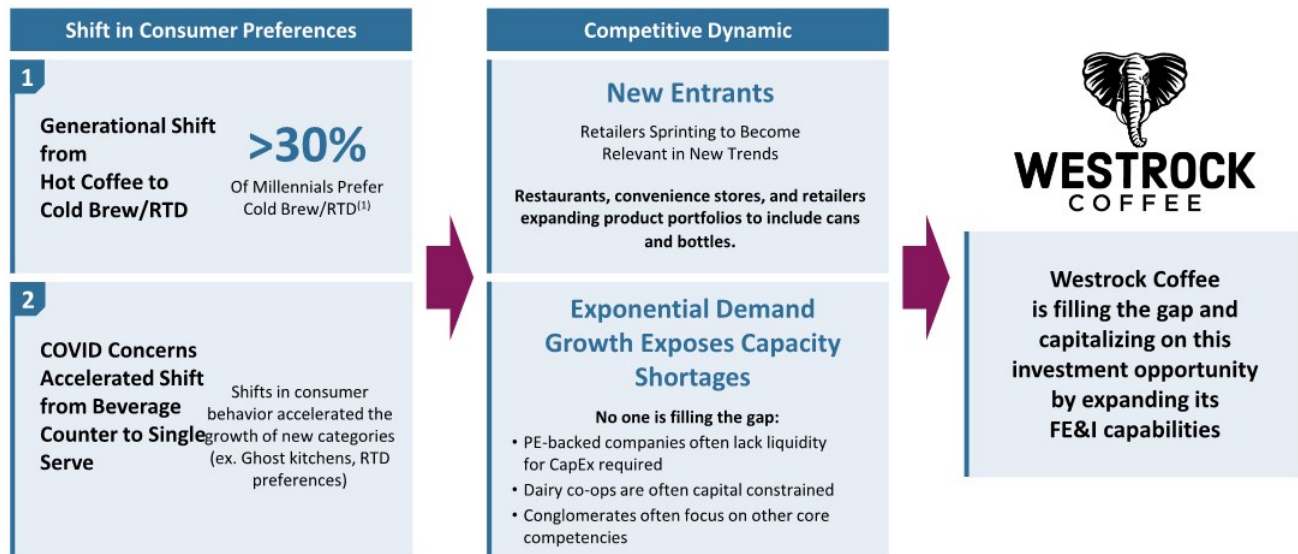 Shift in Consumer Preferences
1
Generational Shift
from
Hot Coffee to
Cold Brew/RTD
>30%
Of Millennials Prefer
Cold Brew/RTD(1)
2
COVID Concerns
Accelerated Shift
from Beverage
Counter to Single
Serve
Shifts in consumer
behavior accelerated the
growth of new categories
(ex. Ghost kitchens, RTD
preferences)
Competitive Dynamic
New Entrants
Retailers Sprinting to Become
Relevant in New Trends
Restaurants, convenience stores, and retailers
expanding product portfolios to include cans
and bottles.
Exponential Demand
Growth Exposes Capacity
Shortages
No one is filling the gap:
• PE-backed companies often lack liquidity
for CapEx required
• Dairy co-ops are often capital constrained
• Conglomerates often focus on other core
competencies
WESTROCK
COFFEE
Westrock Coffee
is filling the gap and
capitalizing on this
investment opportunity
by expanding its
FE&I capabilities